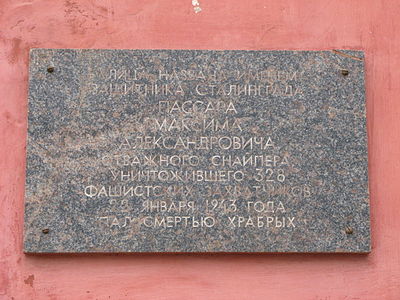 УЛИЦА НАЗВАНА ИМЕНЕМ
ЗАЩИТНИКА СТАЛИНГРАДА
ПАССАРА
МАКСИМА
АЛЕКСАНДРОВИЧА
ОТВАЖНОГО СНАЙПЕРА,
УНИЧТОЖИВШЕГО 328
ФАШИСТСКИХ ЗАХВАТЧИКОВ
ЯНВАРЯ 1943 ГОДА
ПАЛ СМЕРТЬЮ ХРАБРЫХ